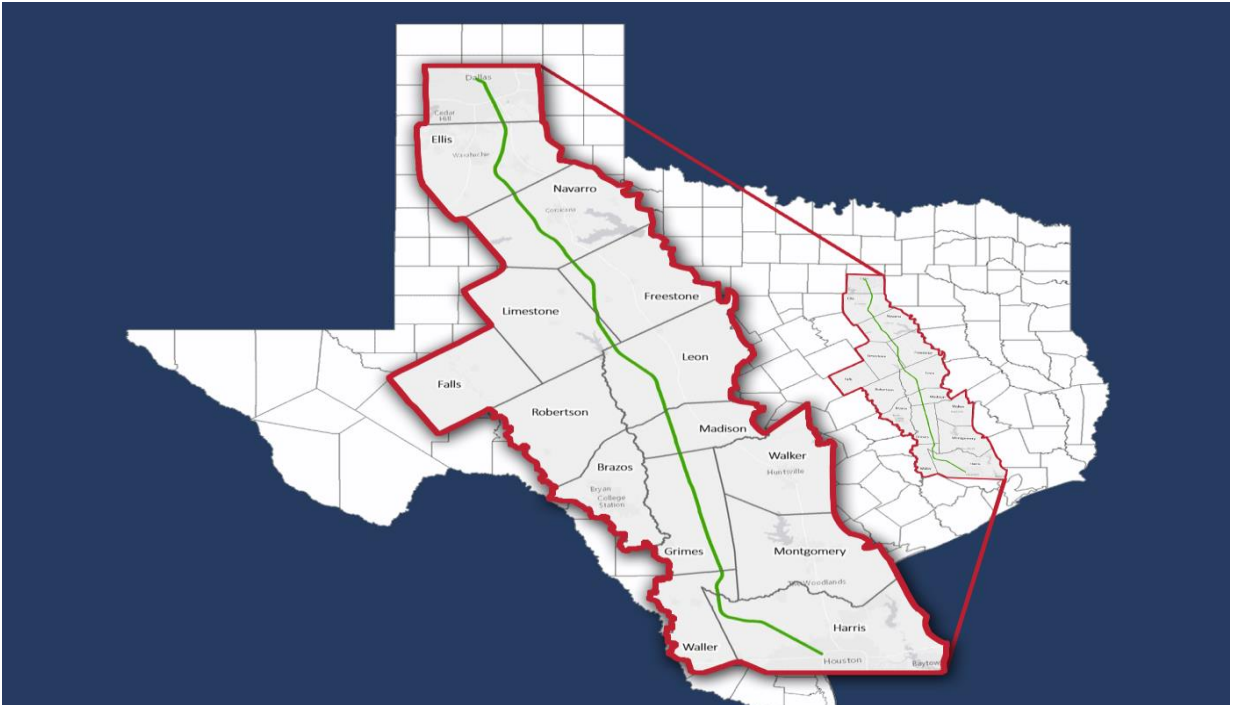 Dallas
Cedar
Hill
Ellis
Waxahachie
Navarro
Corsicana
Freestone
Limestone
Leon
Falls
Robertson
Madison
Walker
Huntsville
Brazos
Bryan
College
Station
Grimes
Montgomery
Woodlands
Harris
Waller
Houston
Baytown